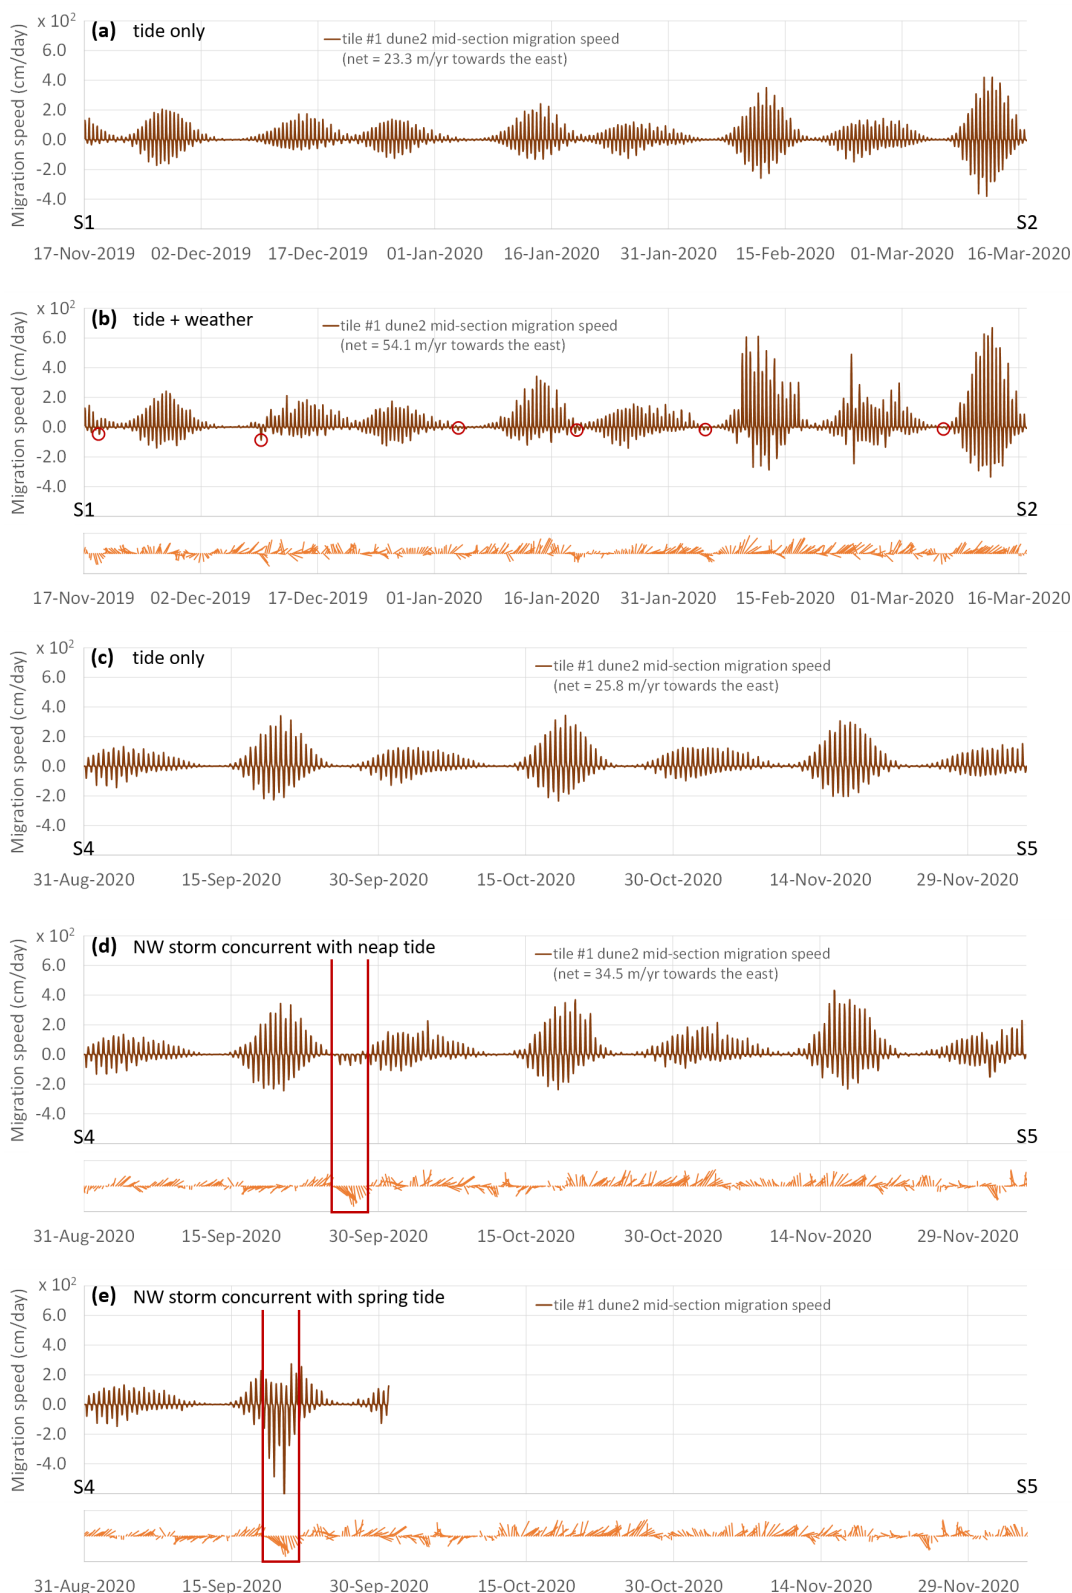 x 10²
(a) tide only
Migration speed (cm/day)
tile #1 dune2 mid-section migration speed
(net = 23.3 m/yr towards the east)
6.0
4.0
2.0
0.0
-2.0
-4.0
S1 S2
17-Nov-2019 02-Dec-2019 17-Dec-2019 01-Jan-2020 16-Jan-2020 31-Jan-2020 15-Feb-2020 01-Mar-2020 16-Mar-2020
x 10²
(b) tide + weather
Migration speed (cm/day)
tile #1 dune2 mid-section migration speed
(net = 54.1 m/yr towards the east)
6.0
4.0
2.0
0.0
-2.0
-4.0
S1 S2
17-Nov-2019 02-Dec-2019 17-Dec-2019 01-Jan-2020 16-Jan-2020 31-Jan-2020 15-Feb-2020 01-Mar-2020 16-Mar-2020
x 10²
(c) tide only
Migration speed (cm/day)
tile #1 dune2 mid-section migration speed
(net = 25.8 m/yr towards the east)
6.0
4.0
2.0
0.0
-2.0
-4.0
S4 S5
31-Aug-2020 15-Sep-2020 30-Sep-2020 15-Oct-2020 30-Oct-2020 14-Nov-2020 29-Nov-2020
x 10²
(d) NW storm concurrent with neap tide
Migration speed (cm/day)
tile #1 dune2 mid-section migration speed
(net = 34.5 m/yr towards the east)
6.0
4.0
2.0
0.0
-2.0
-4.0
S4 S5
31-Aug-2020 15-Sep-2020 30-Sep-2020 15-Oct-2020 30-Oct-2020 14-Nov-2020 29-Nov-2020
x 10²
(e) NW storm concurrent with spring tide
Migration speed (cm/day)
tile #1 dune2 mid-section migration speed
6.0
4.0
2.0
0.0
-2.0
-4.0
S4 S5
31-Aug-2020 15-Sep-2020 30-Sep-2020 15-Oct-2020 30-Oct-2020 14-Nov-2020 29-Nov-2020